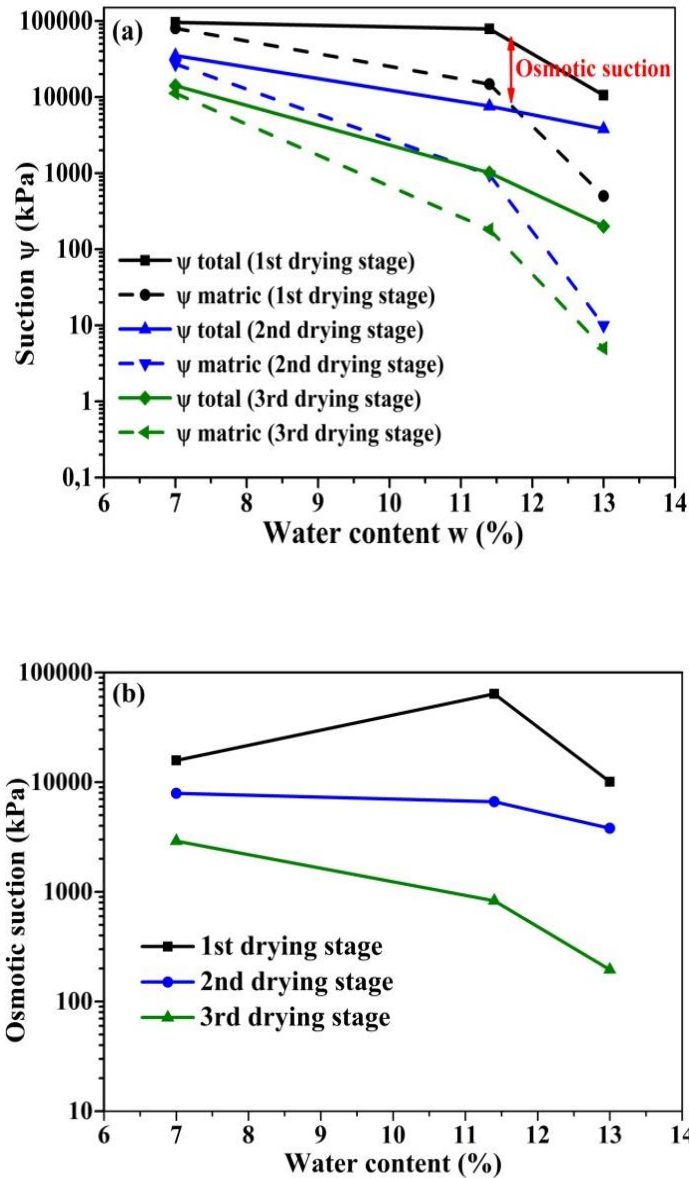 (a)
100000
10000
1000
100
10
1
0,1
Suction ψ (kPa)
Osmotic suction
ψ total (1st drying stage)
ψ matric (1st drying stage)
ψ total (2nd drying stage)
ψ matric (2nd drying stage)
ψ total (3rd drying stage)
ψ matric (3rd drying stage)
6 7 8 9 10 11 12 13 14
Water content w (%)
(b)
100000
10000
1000
100
10
Osmotic suction (kPa)
1st drying stage
2nd drying stage
3rd drying stage
6 7 8 9 10 11 12 13 14
Water content (%)